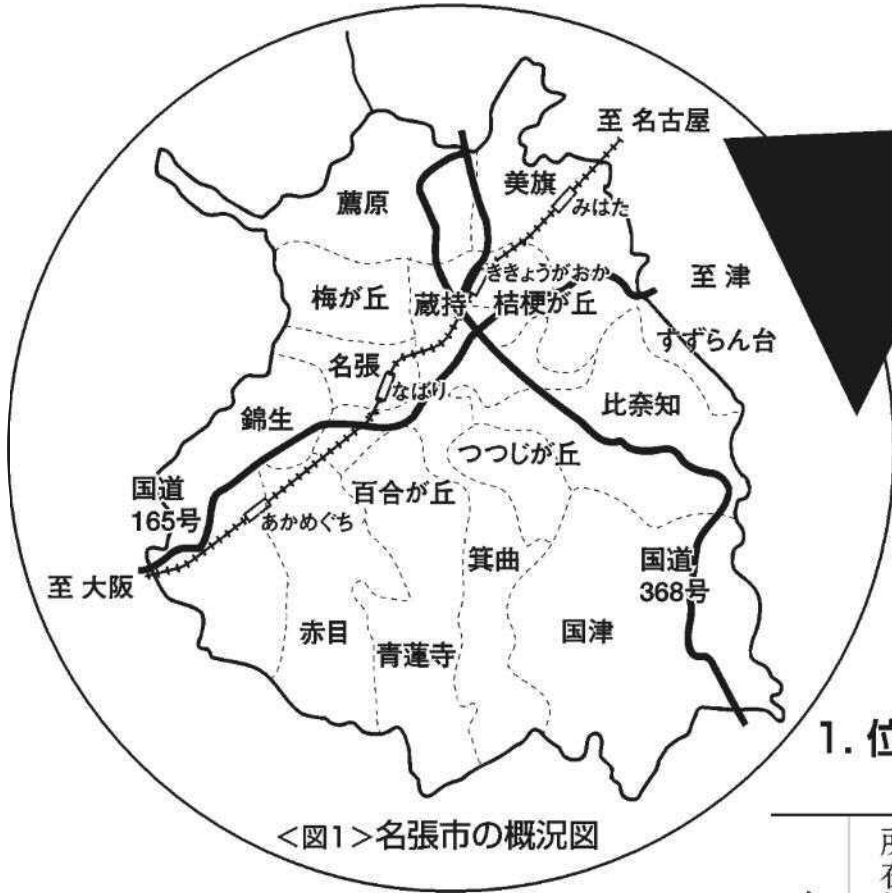 至 名古屋
美旗
みはた
薦原
ききょうがおか
至 津
梅が丘
蔵持
桔梗が丘
すずらん台
名張
なばり
比奈知
錦生
つつじが丘
国道
165号
百合が丘
あかめぐち
箕曲
国道
368号
至 大阪
赤目
国津
青蓮寺
1. 位
<図1>名張市の概況図
所